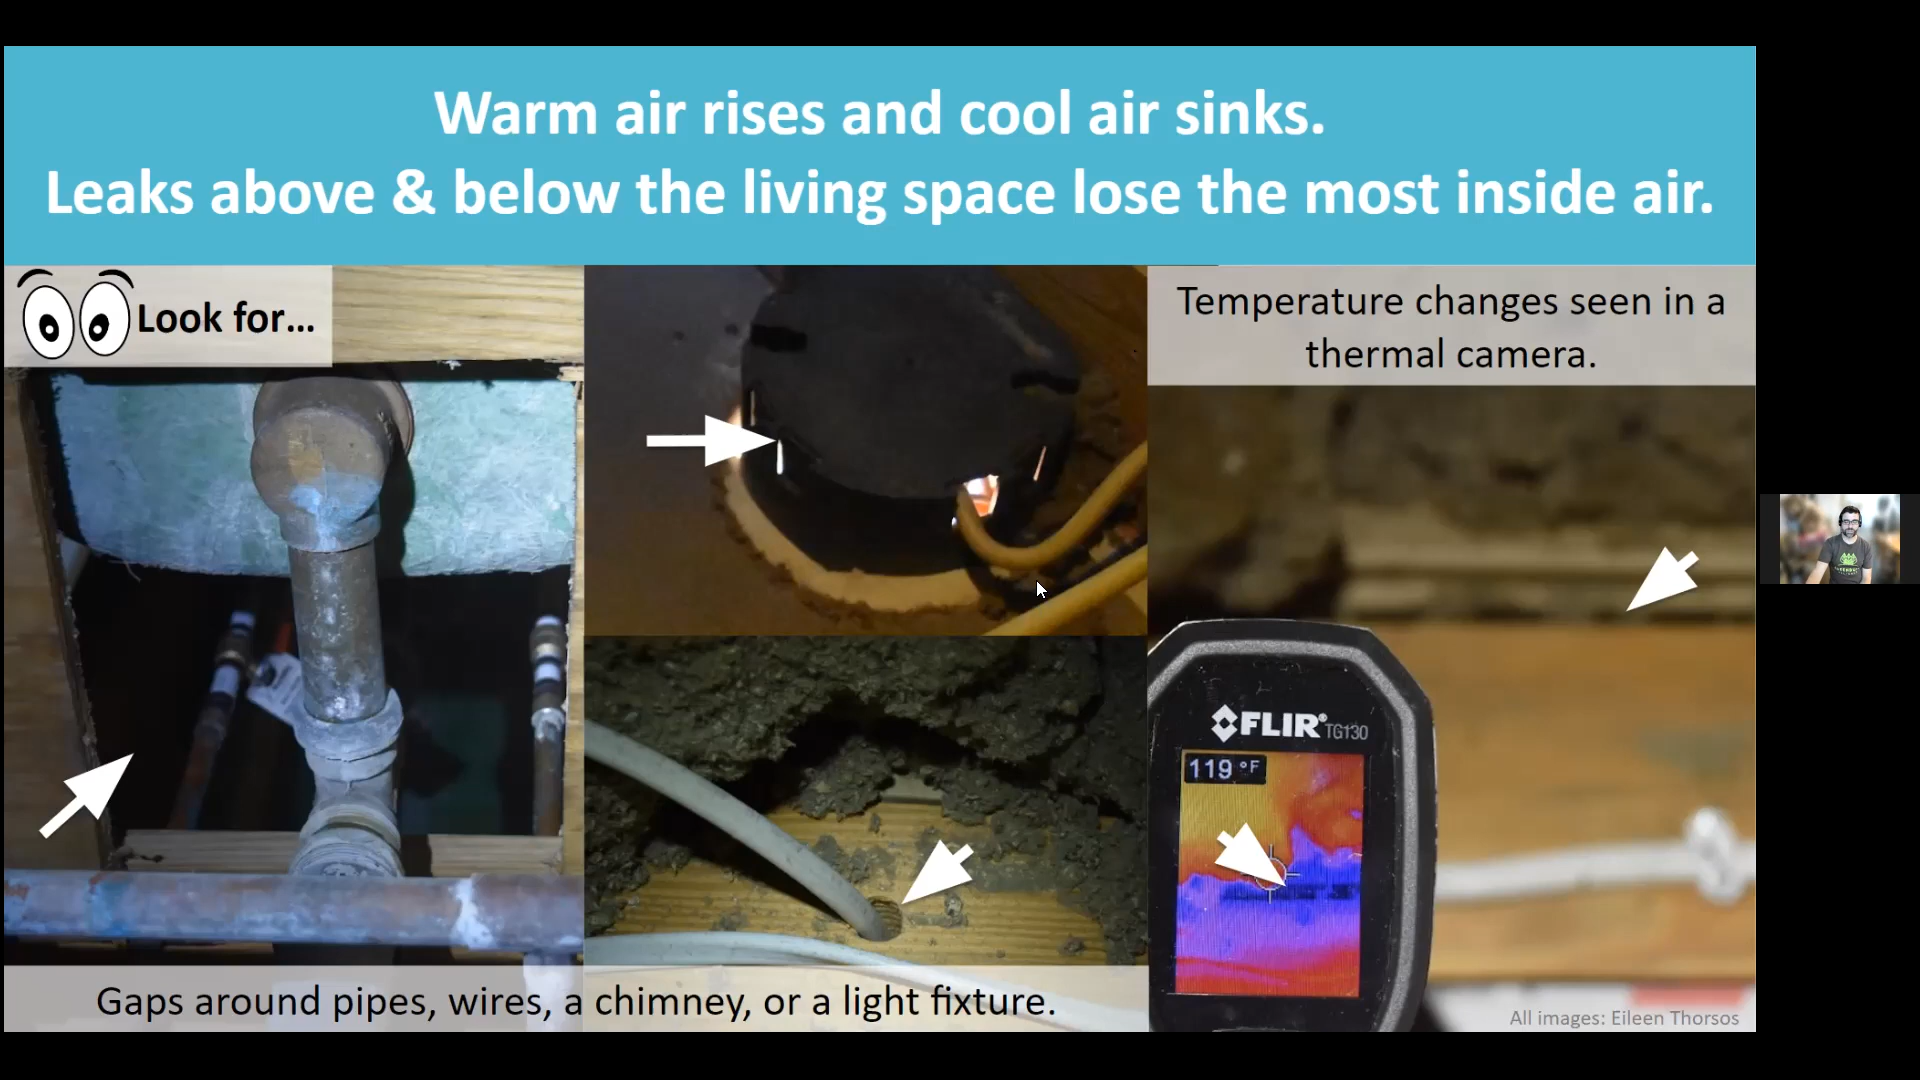 Warm air rises and cool air sinks.
Leaks above & below the living space lose the most inside air.
Look for...
Temperature changes seen in a
thermal camera.
FLIR® TG130
119 °F
Gaps around pipes, wires, a chimney, or a light fixture.
All images: Eileen Thorsos